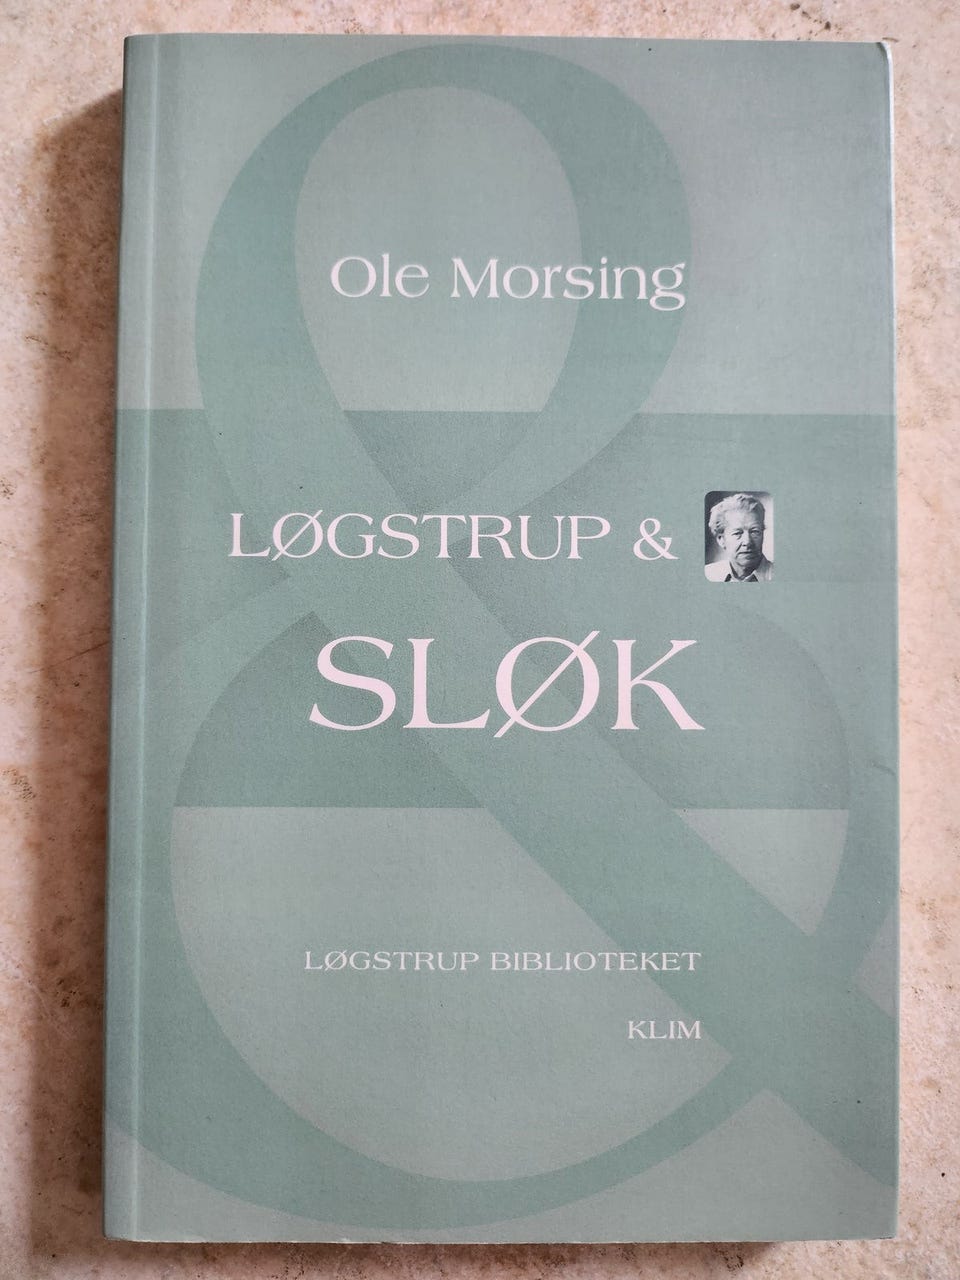 Ole Morsing
LØGSTRUP &
SLØK
LØGSTRUP BIBLIOTEKET
KLIM